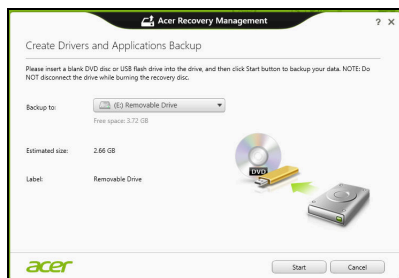 Acer Recovery Management
? ×
Create Drivers and Applications Backup
Please insert a blank DVD disc or USB flash drive into the drive, and then click Start button to backup your data. NOTE: Do
NOT disconnect the drive while burning the recovery disc.
Backup to: (E:) Removable Drive
Free space: 3.72 GB
Estimated size: 2.66 GB
DVD
Label: Removable Drive
acer Start Cancel